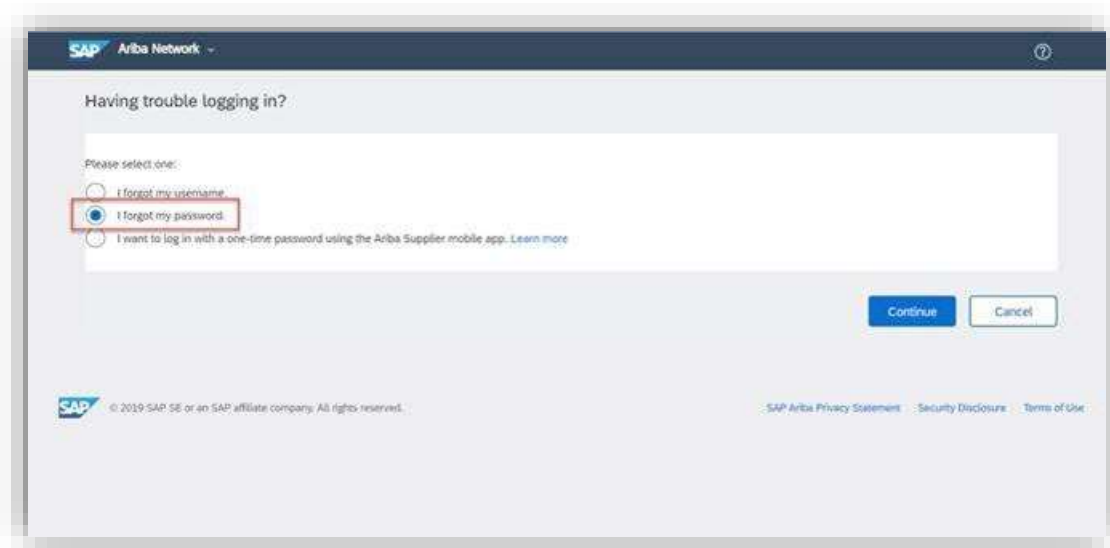 SAP Ariba Network
Having trouble logging in?
Please select one:
I forgot my username.
I forgot my password.
I want to log in with a one-time password using the Ariba Supplier mobile app. Learn more
Continue Cancel
SAP © 2019 SAP SE or an SAP affiliate company. All rights reserved. SAP Ariba Privacy Statement Security Disclosure Terms of Use